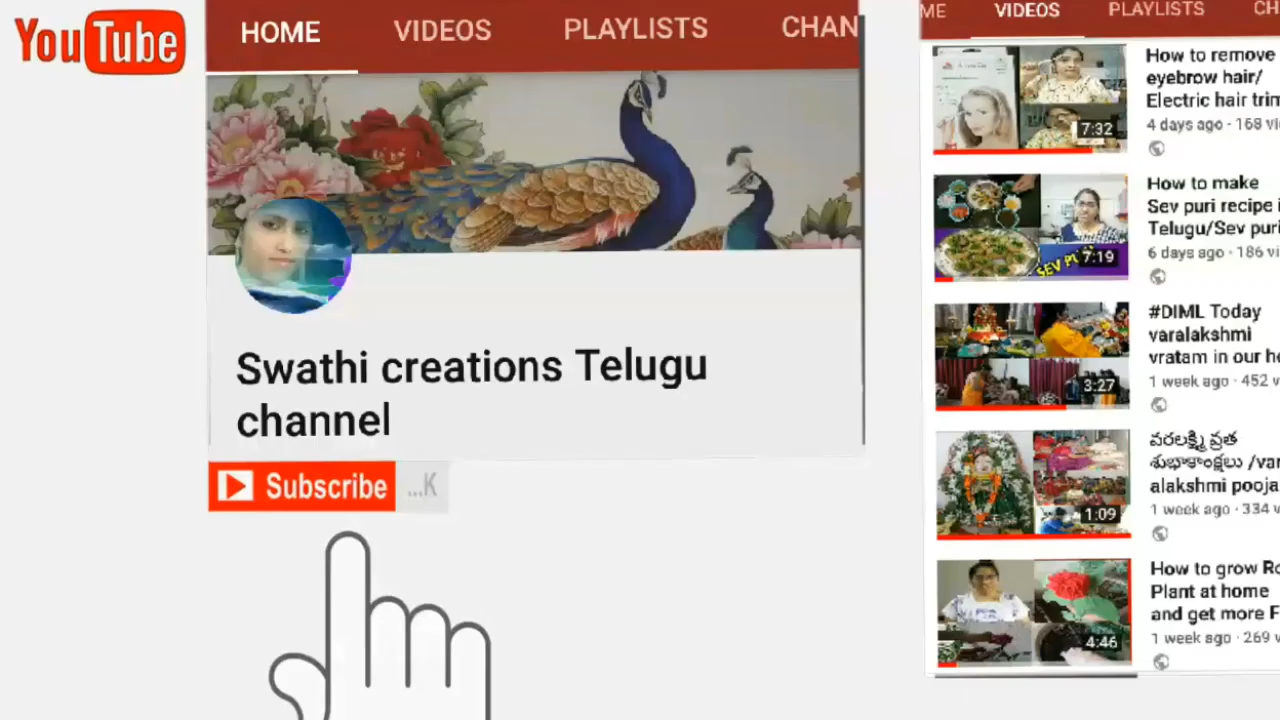 YouTube
HOME VIDEOS PLAYLISTS CHAN
Swathi creations Telugu
channel
Subscribe ...K
ME VIDEOS PLAYLISTS CH
How to remove
eyebrow hair/
Electric hair trim
4 days ago · 168 vi
7:32
How to make
Sev puri recipe i
Telugu/Sev puri
6 days ago · 186 vi
SEV PU
7:19
#DIML Today
varalakshmi
vratam in our ho
1 week ago · 452 v
3:27
వరలక్ష్మి వ్రత
శుభాకాంక్షలు /var
alakshmi pooja
1 week ago · 334 v
1:09
How to grow Ro
Plant at home
and get more F
1 week ago · 269 v
4:46